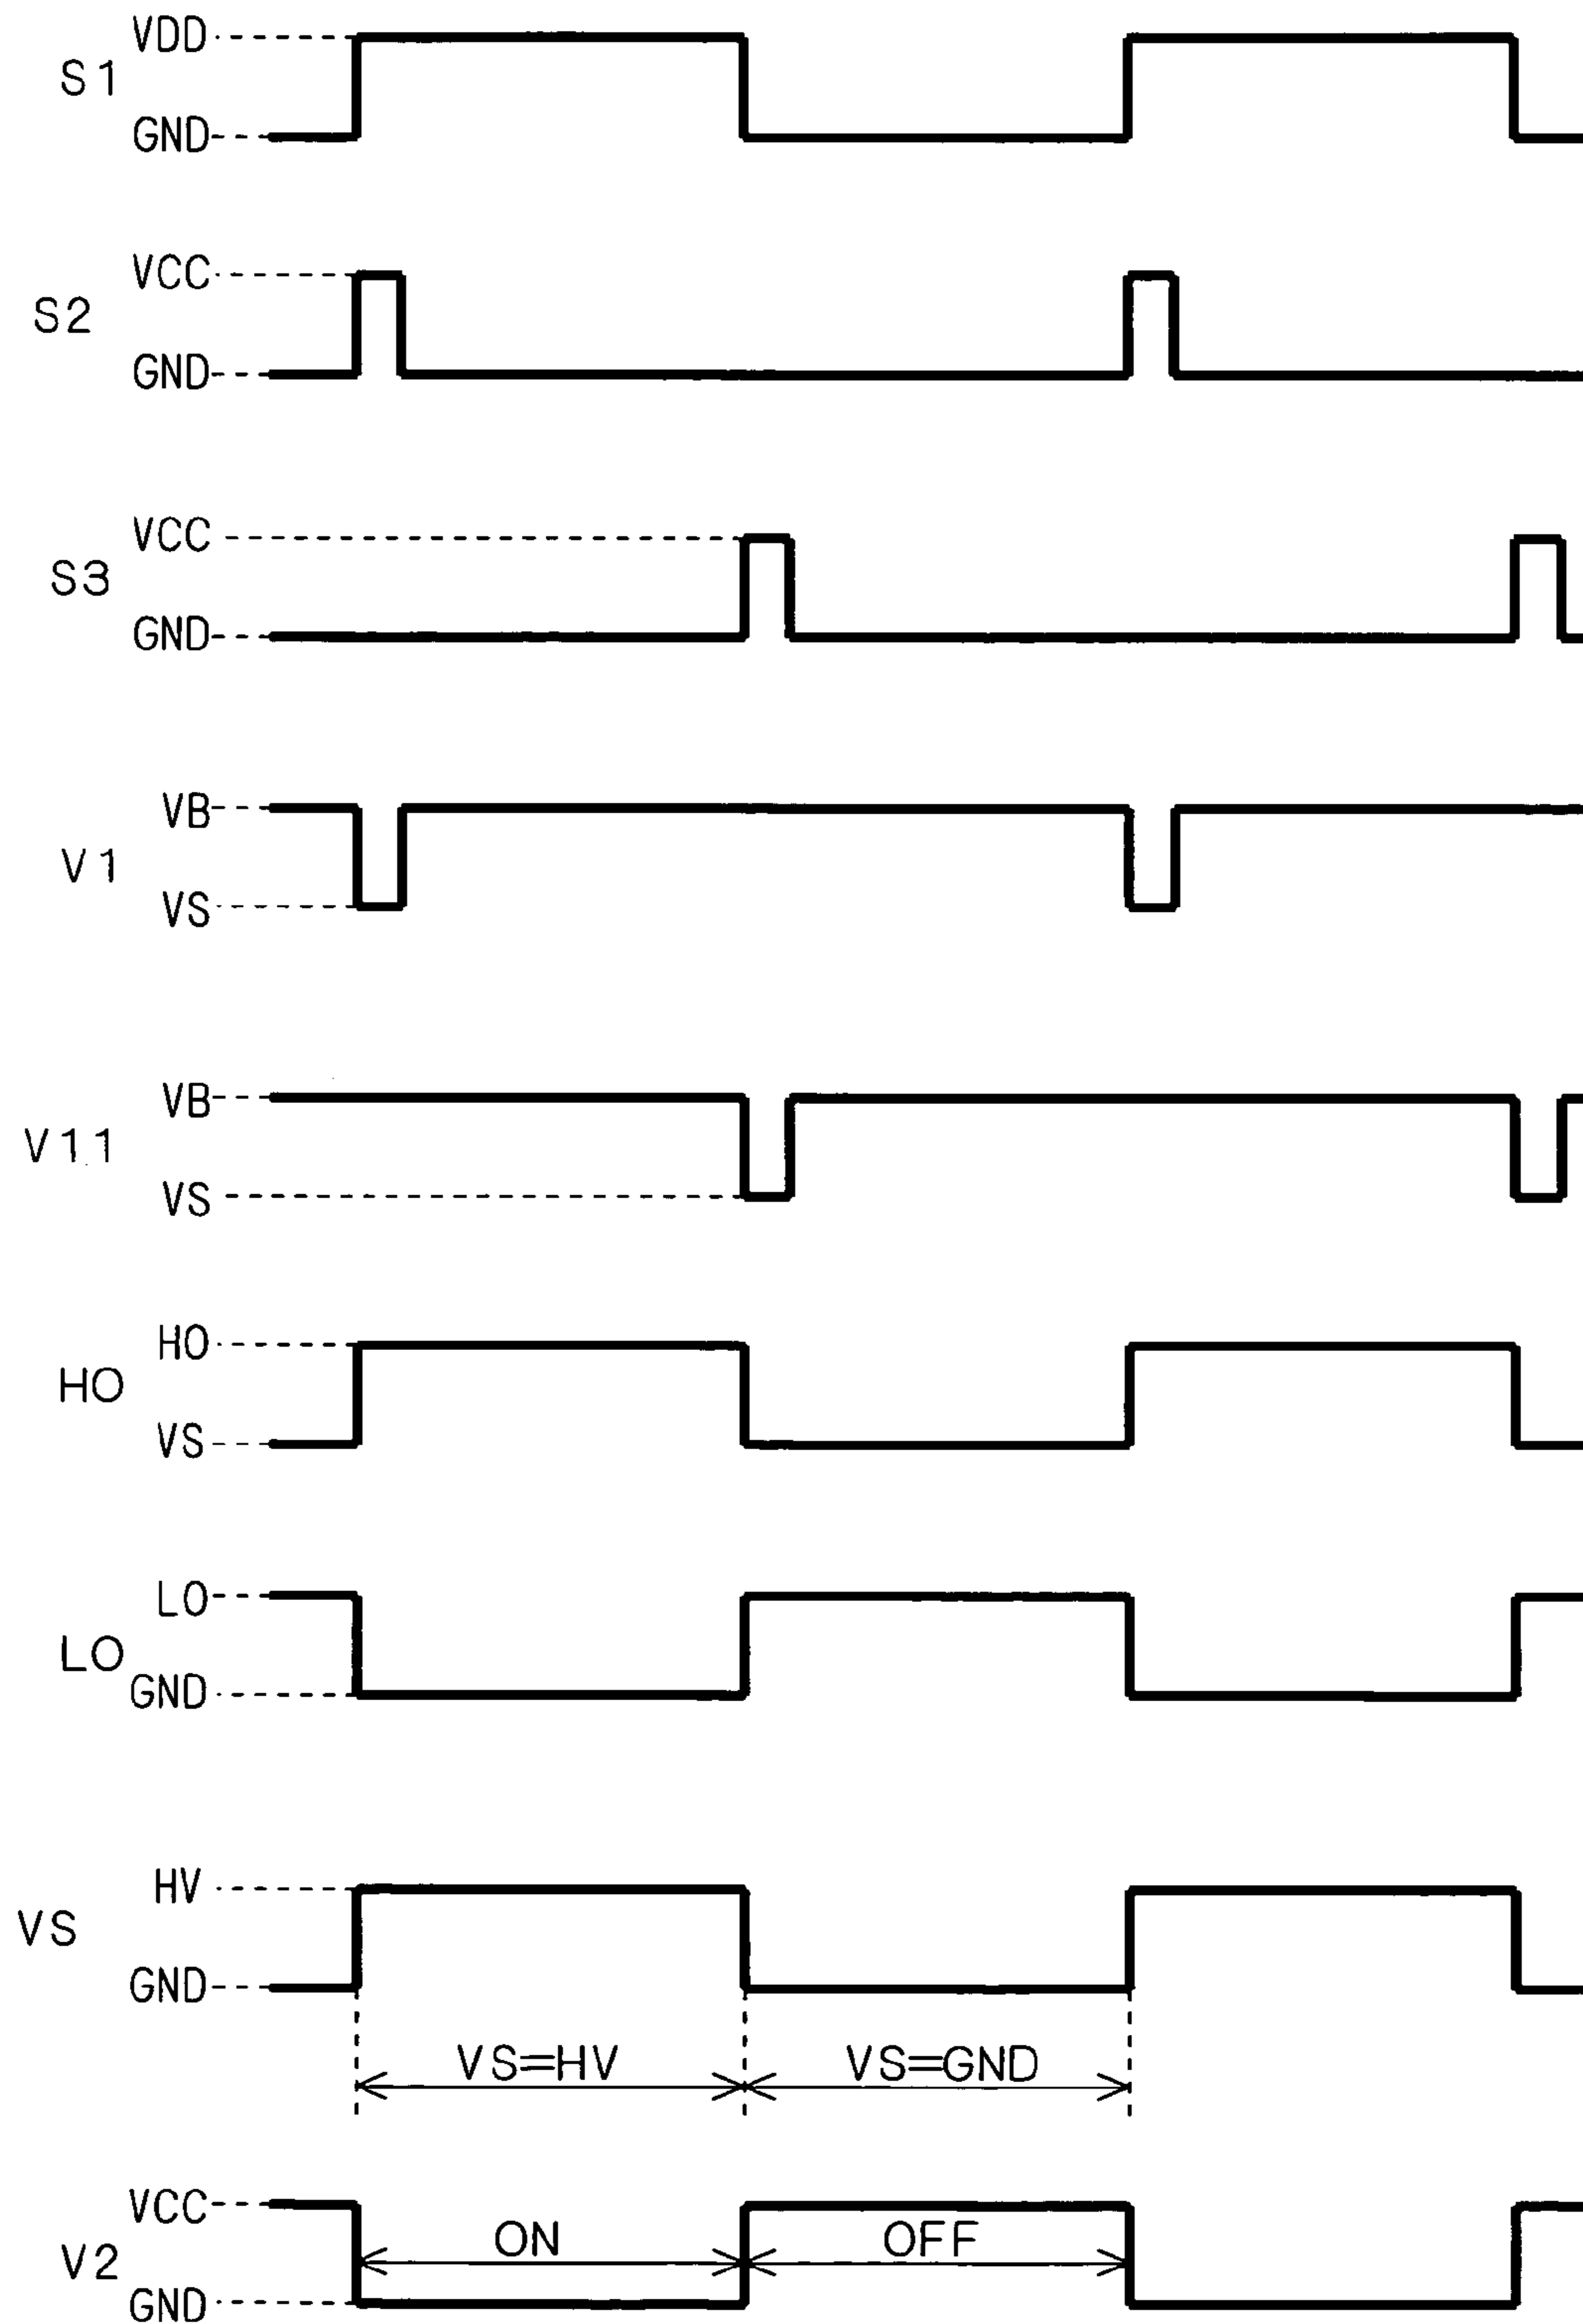 VDD
S1
GND
VCC
S2
GND
VCC
S3
GND
VB
V1
VS
VB
V11
VS
HO
HO
VS
LO
LO
GND
HV
VS
GND
VS=HV VS=GND
VCC
ON OFF
V2
GND